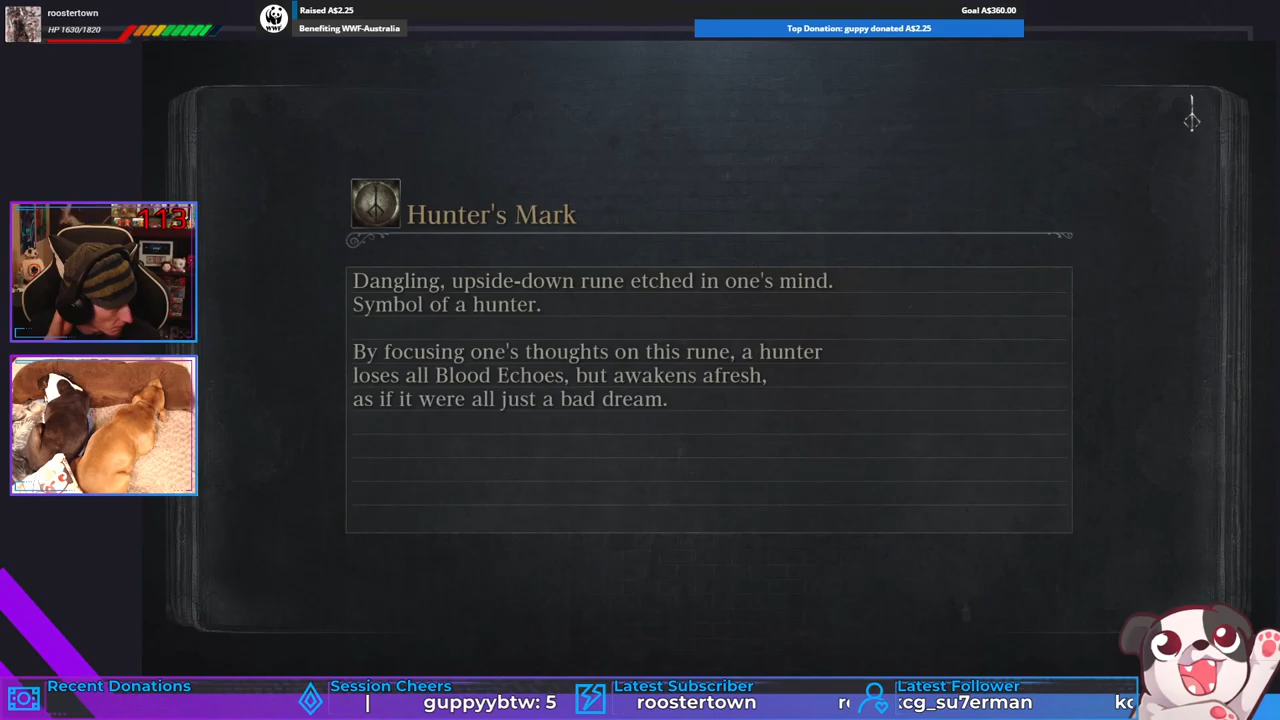 roostertown
HP 1630/1820
Raised A$2.25
Goal A$360.00
Benefiting WWF-Australia
Top Donation: guppy donated A$2.25
WWF
113
Hunter's Mark
Dangling, upside-down rune etched in one's mind.
Symbol of a hunter.
By focusing one's thoughts on this rune, a hunter
loses all Blood Echoes, but awakens afresh,
as if it were all just a bad dream.
Recent Donations
Session Cheers
Latest Subscriber
Latest Follower
| guppyybtw: 5
roostertown
xcg_su7erman